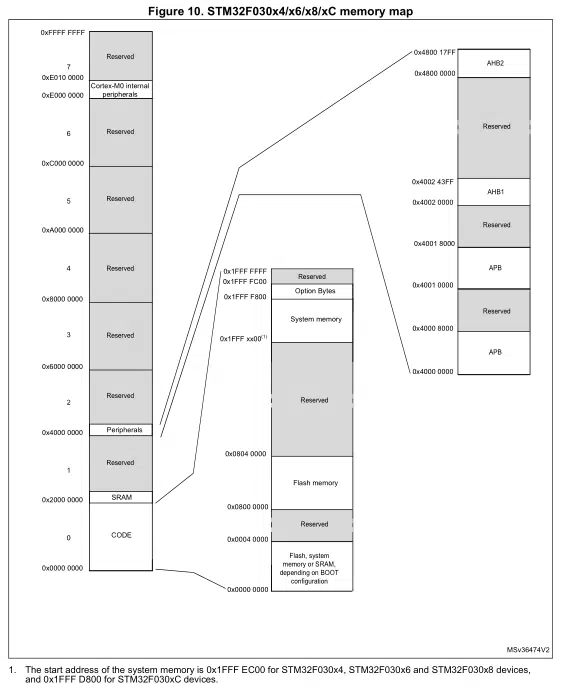 Figure 10. STM32F030x4/x6/x8/xC memory map
0xFFFF FFFF
Reserved
7
0xE010 0000
Cortex-M0 internal
peripherals
0xE000 0000
6
Reserved
0xC000 0000
5
Reserved
0xA000 0000
4
Reserved
0x8000 0000
3
Reserved
0x6000 0000
2
Reserved
Peripherals
0x4000 0000
1
Reserved
SRAM
0x2000 0000
0
CODE
0x0000 0000
0x1FFF FFFF
Reserved
0x1FFF FC00
Option Bytes
0x1FFF F800
System memory
0x1FFF xx00(1)
Reserved
0x0804 0000
Flash memory
0x0800 0000
Reserved
0x0004 0000
Flash, system
memory or SRAM,
depending on BOOT
configuration
0x0000 0000
0x4800 17FF
AHB2
0x4800 0000
Reserved
0x4002 43FF
AHB1
0x4002 0000
Reserved
0x4001 8000
APB
0x4001 0000
Reserved
0x4000 8000
APB
0x4000 0000
MSv36474V2
1. The start address of the system memory is 0x1FFF EC00 for STM32F030x4, STM32F030x6 and STM32F030x8 devices,
and 0x1FFF D800 for STM32F030xC devices.